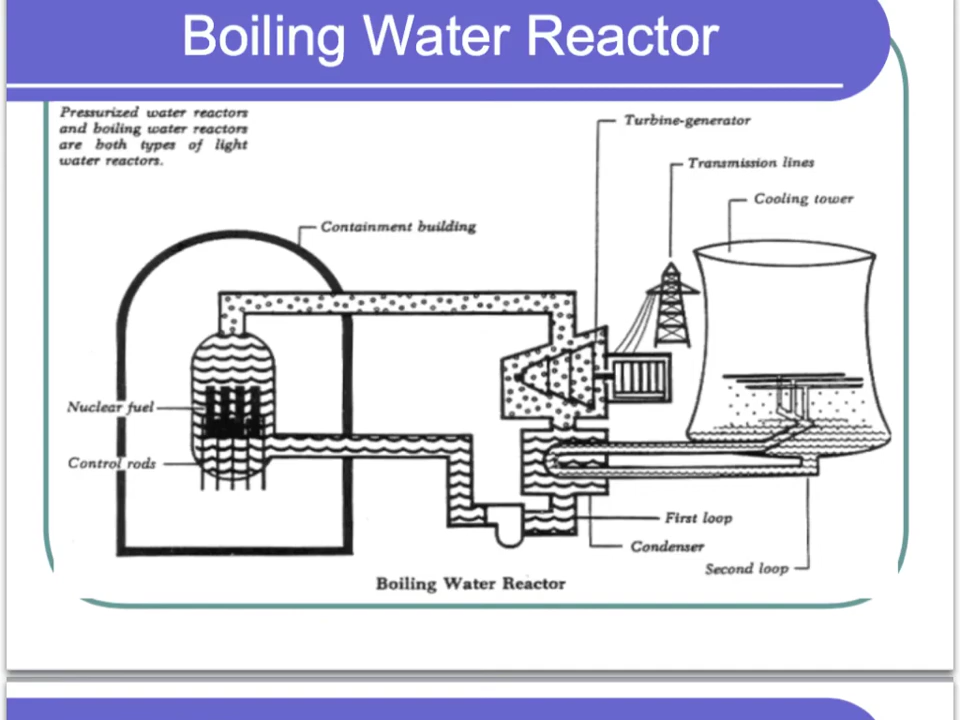 Boiling Water Reactor
Pressurized water reactors
and boiling water reactors
are both types of light
water reactors.
Turbine-generator
Transmission lines
Cooling tower
Containment building
Nuclear fuel
Control rods
First loop
Condenser
Second loop
Boiling Water Reactor